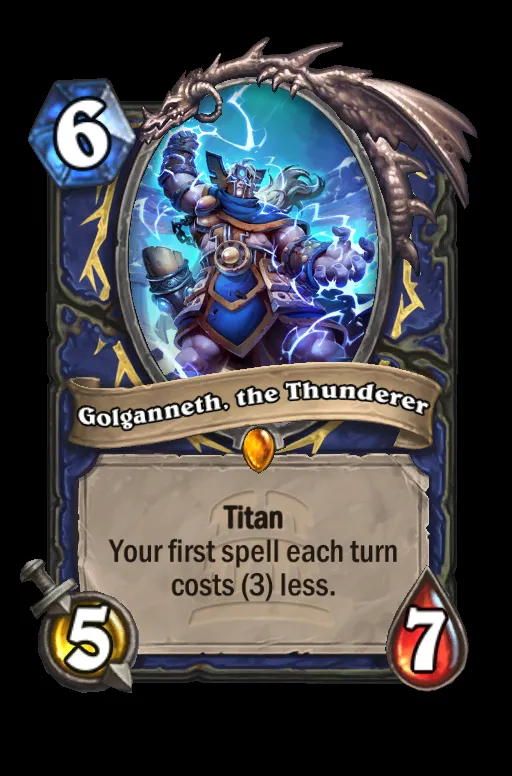 6
Golganneth, the Thunderer
Titan
Your first spell each turn
costs (3) less.
5
7